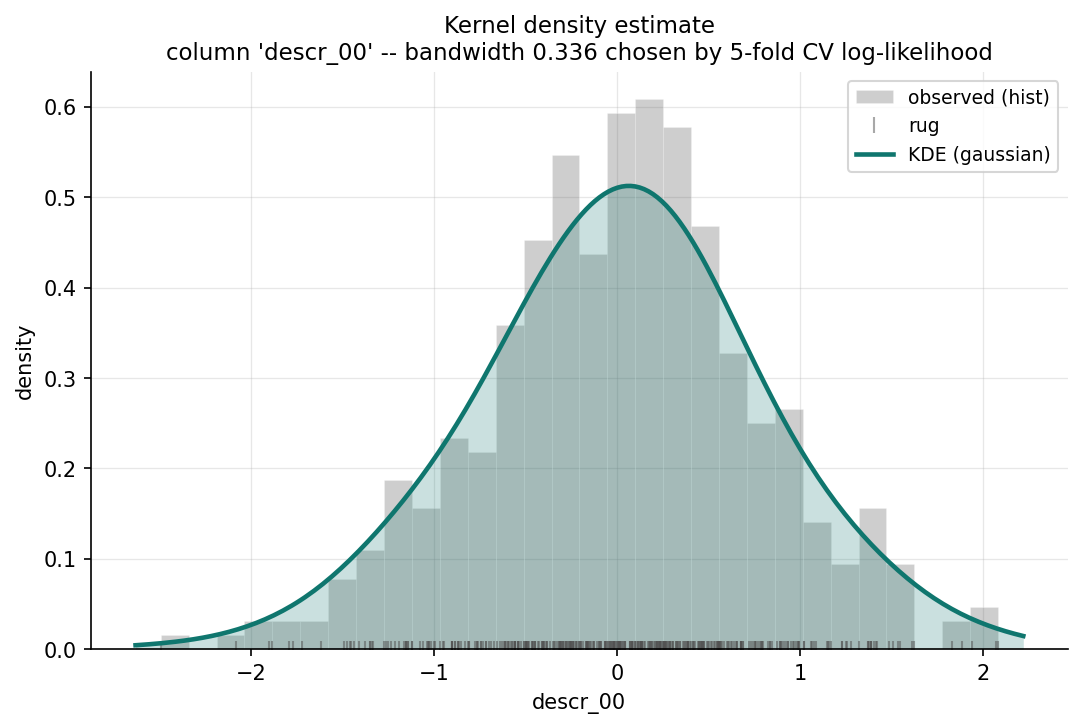 Kernel density estimate
column 'descr_00' -- bandwidth 0.336 chosen by 5-fold CV log-likelihood
observed (hist)
rug
KDE (gaussian)
density
0.6
0.5
0.4
0.3
0.2
0.1
0.0
−2
−1
0
1
2
descr_00